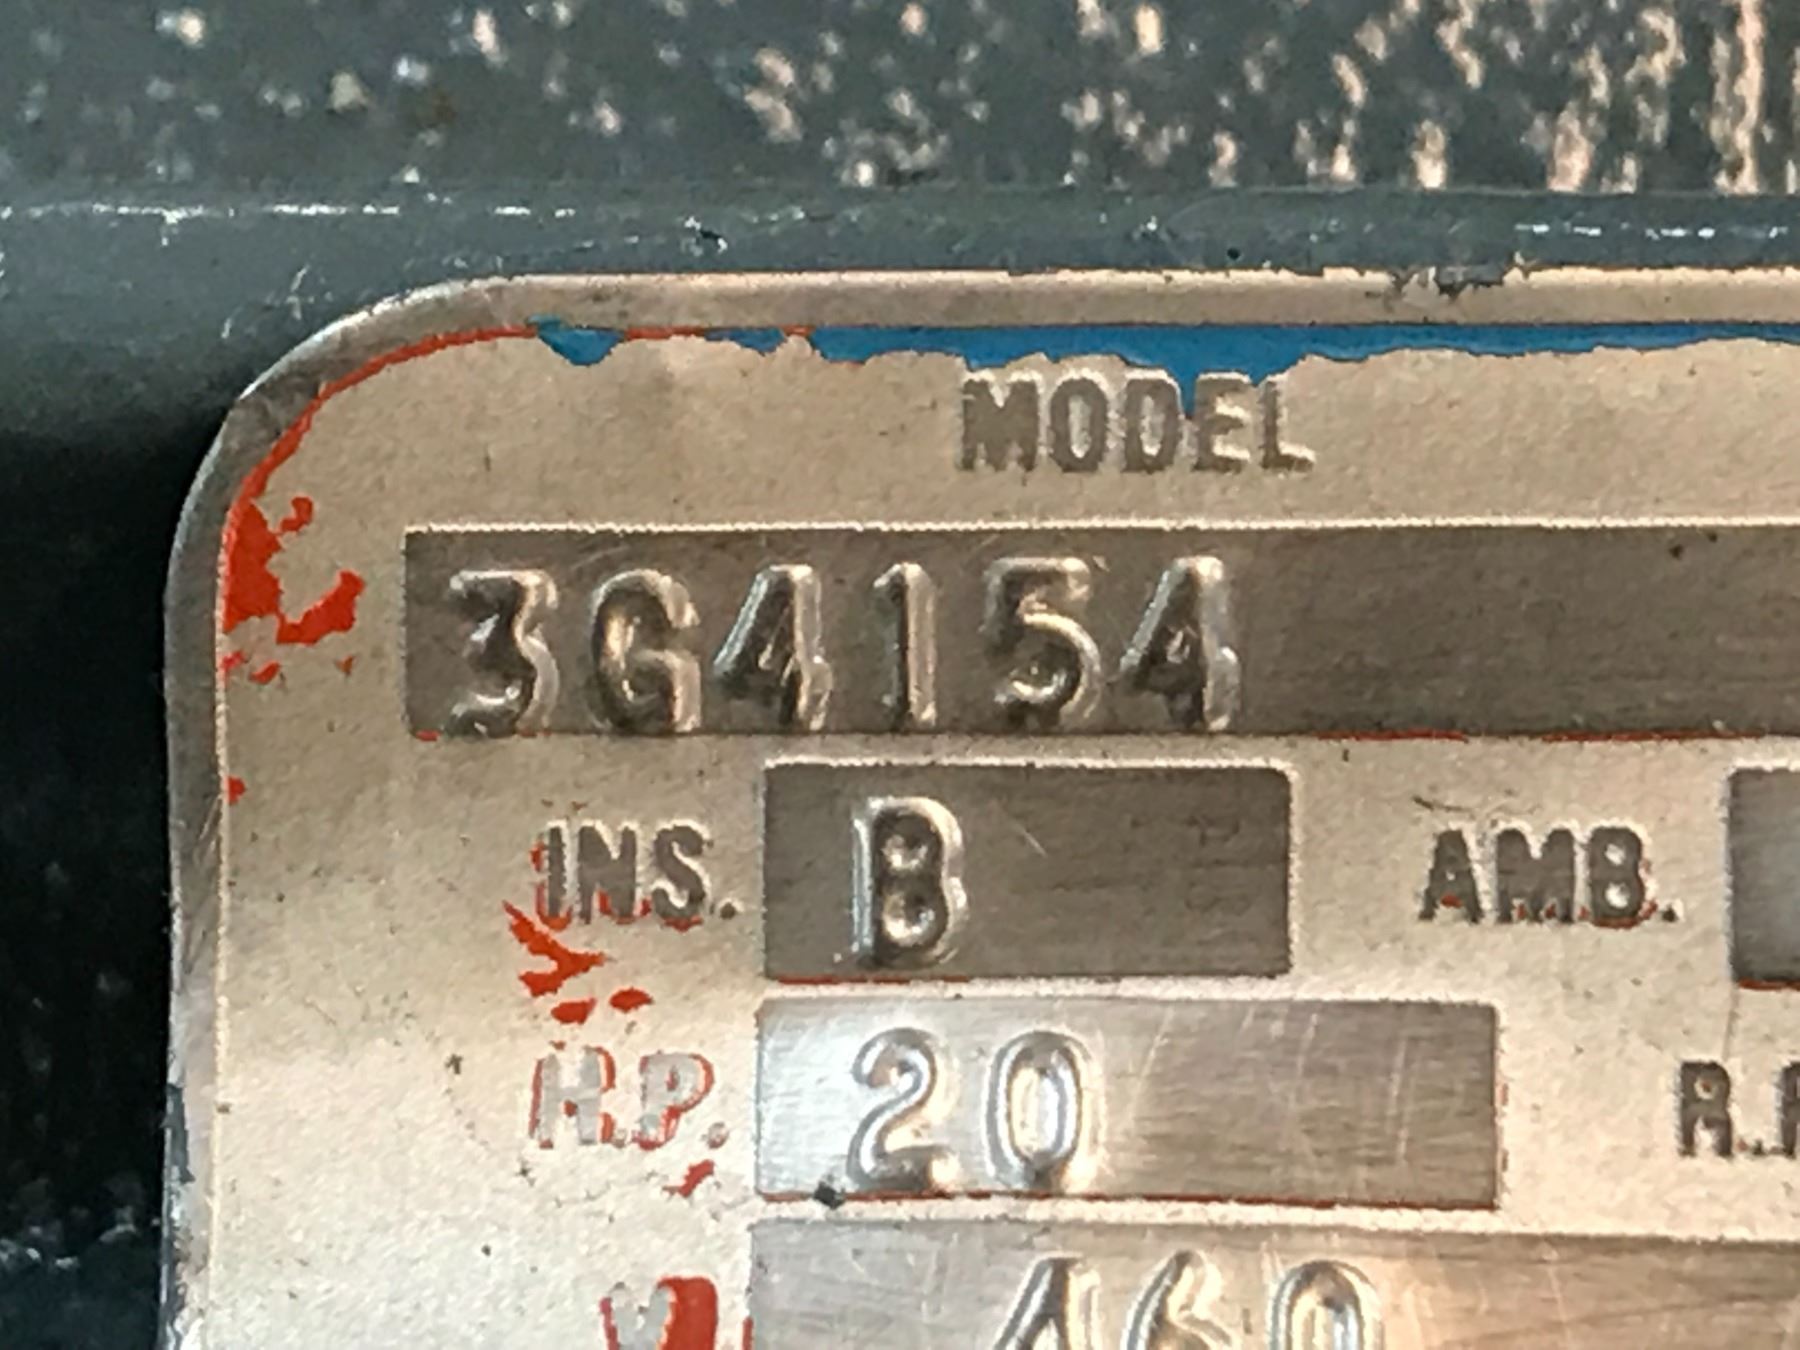 MODEL
3G4154
INS. B AMB.
H.P. 20 R.P
V 460